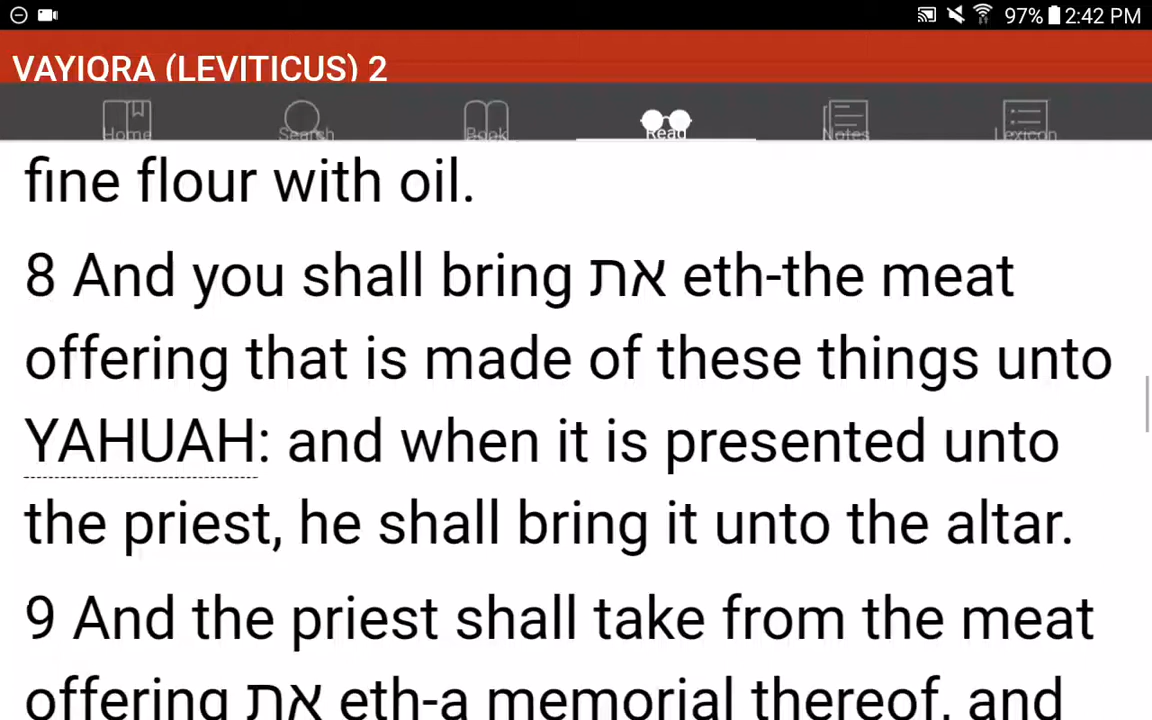 97% 2:42 PM
VAYIQRA (LEVITICUS) 2
Home Search Book Read Notes Lexicon
fine flour with oil.
8 And you shall bring את eth-the meat
offering that is made of these things unto
YAHUAH: and when it is presented unto
the priest, he shall bring it unto the altar.
9 And the priest shall take from the meat
offering את eth-a memorial thereof, and